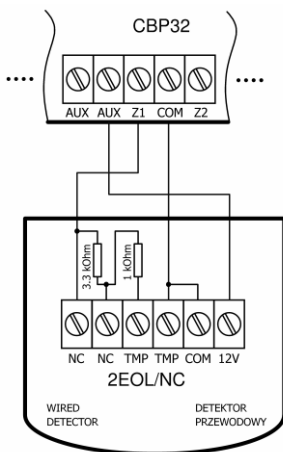 CBP32
AUX AUX Z1 COM Z2
3.3 kOhm
1 kOhm
NC NC TMP TMP COM 12V
2EOL/NC
WIRED
DETECTOR
DETEKTOR
PRZEWODOWY